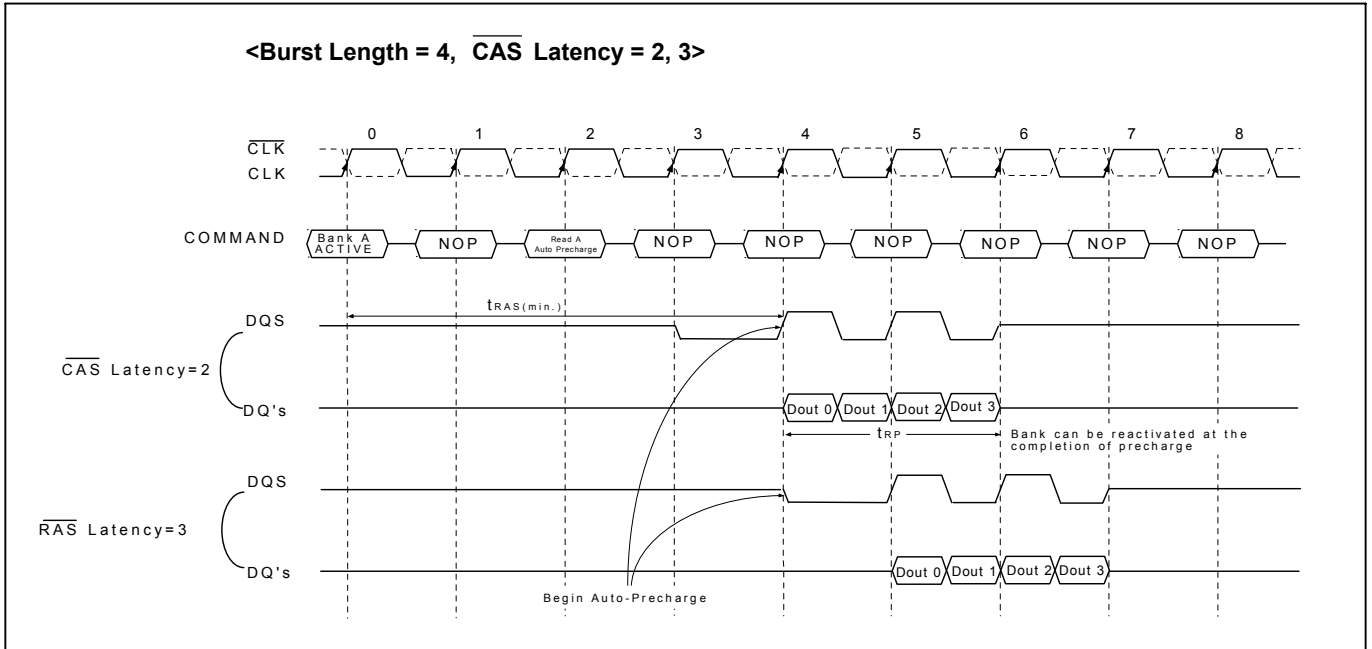 <Burst Length = 4, CAS Latency = 2, 3>
0 1 2 3 4 5 6 7 8
CLK
CLK
COMMAND
Bank A ACTIVE
NOP
Read A Auto Precharge
NOP
NOP
NOP
NOP
NOP
NOP
tRAS(min.)
DQS
CAS Latency=2
DQ's
Dout 0 Dout 1 Dout 2 Dout 3
tRP
Bank can be reactivated at the
completion of precharge
DQS
RAS Latency=3
DQ's
Dout 0 Dout 1 Dout 2 Dout 3
Begin Auto-Precharge